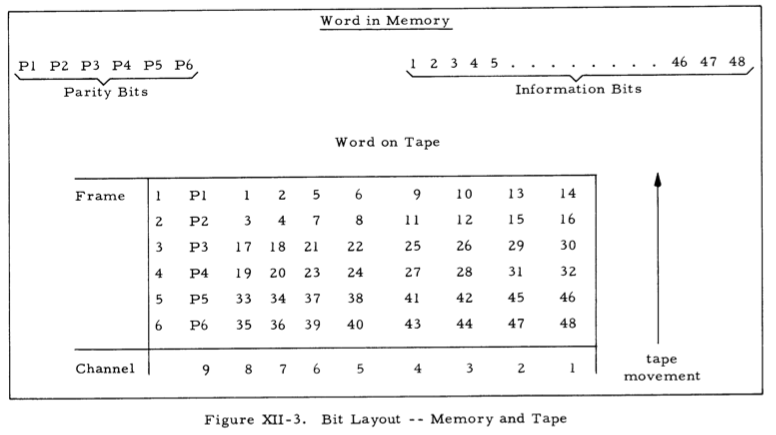 Word in Memory
P1 P2 P3 P4 P5 P6
1 2 3 4 5 . . . . . . . . 46 47 48
Parity Bits
Information Bits
Word on Tape
Frame 1 P1 1 2 5 6 9 10 13 14
2 P2 3 4 7 8 11 12 15 16
3 P3 17 18 21 22 25 26 29 30
4 P4 19 20 23 24 27 28 31 32
5 P5 33 34 37 38 41 42 45 46
6 P6 35 36 39 40 43 44 47 48
Channel 9 8 7 6 5 4 3 2 1
tape
movement
Figure XII-3. Bit Layout -- Memory and Tape